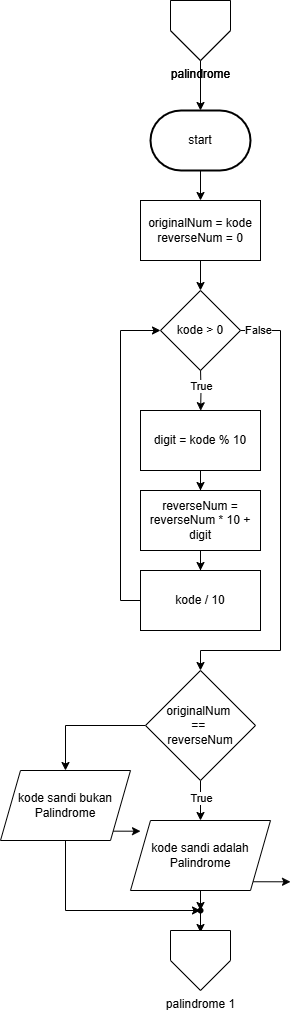 palindrome
start
originalNum = kode
reverseNum = 0
kode > 0
False
True
digit = kode % 10
reverseNum =
reverseNum * 10 +
digit
kode / 10
originalNum
==
reverseNum
True
kode sandi bukan
Palindrome
kode sandi adalah
Palindrome
palindrome 1